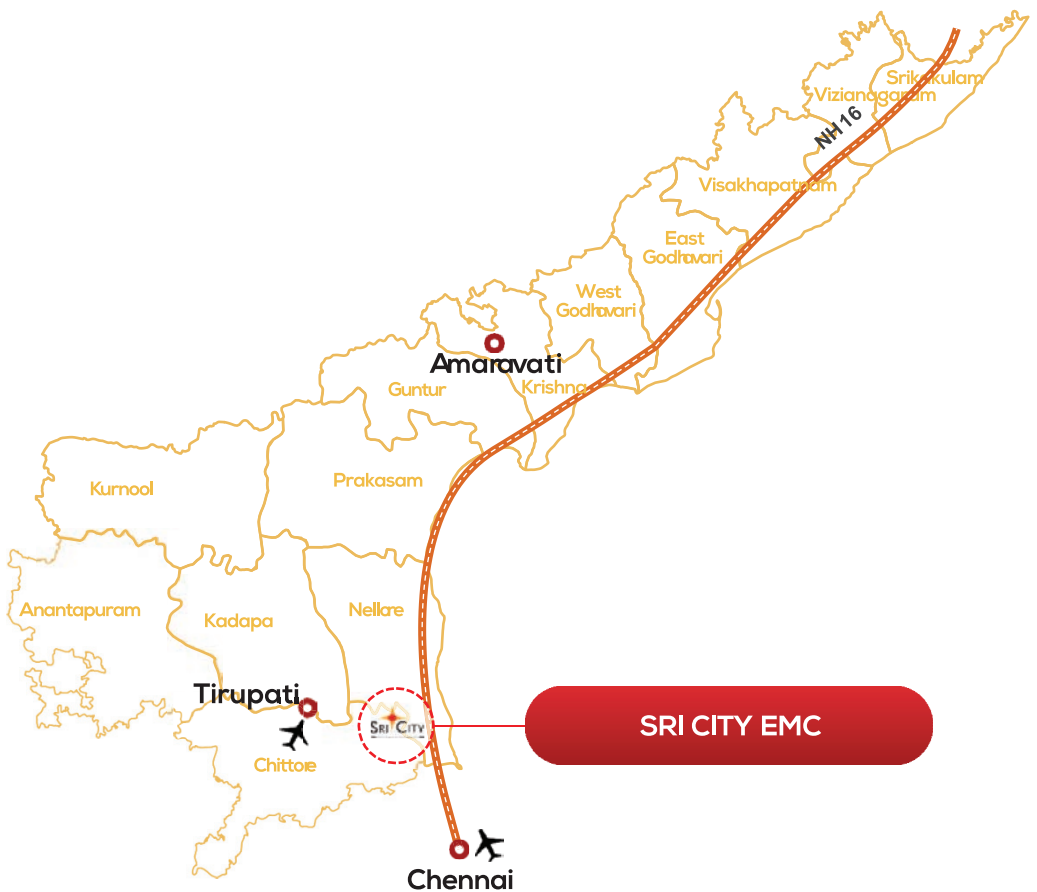 Srikakulam
Vizianagaram
NH 16
Visakhapatnam
East
Godhavari
West
Godhavari
Amaravati
Guntur
Krishna
Prakasam
Kurnool
Anantapuram
Kadapa
Nellore
Tirupati
SRI CITY
SRI CITY EMC
Chittore
Chennai